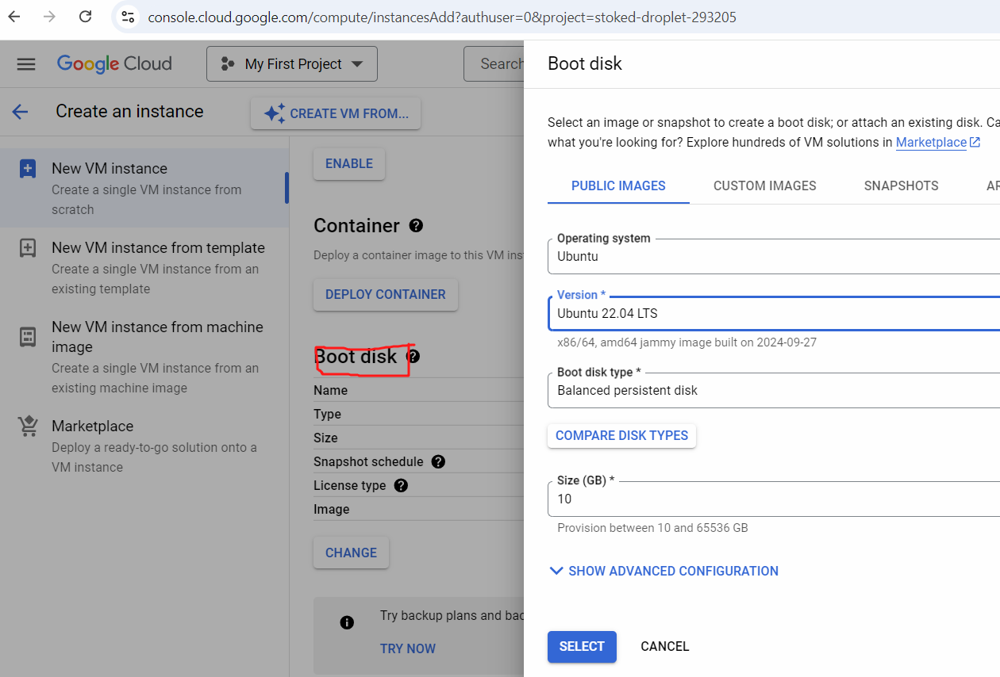 console.cloud.google.com/compute/instancesAdd?authuser=0&project=stoked-droplet-293205
Google Cloud
My First Project
Search
Create an instance
CREATE VM FROM...
New VM instance
Create a single VM instance from
scratch
New VM instance from template
Create a single VM instance from an
existing template
New VM instance from machine
image
Create a single VM instance from an
existing machine image
Marketplace
Deploy a ready-to-go solution onto a
VM instance
ENABLE
Container
Deploy a container image to this VM
DEPLOY CONTAINER
Boot disk
Name
Type
Size
Snapshot schedule
License type
Image
CHANGE
Try backup plans and
TRY NOW
Boot disk
Select an image or snapshot to create a boot disk; or attach an existing disk.
what you're looking for? Explore hundreds of VM solutions in Marketplace
PUBLIC IMAGES
CUSTOM IMAGES
SNAPSHOTS
Operating system
Ubuntu
Version *
Ubuntu 22.04 LTS
x86/64, amd64 jammy image built on 2024-09-27
Boot disk type *
Balanced persistent disk
COMPARE DISK TYPES
Size (GB) *
10
Provision between 10 and 65536 GB
SHOW ADVANCED CONFIGURATION
SELECT
CANCEL